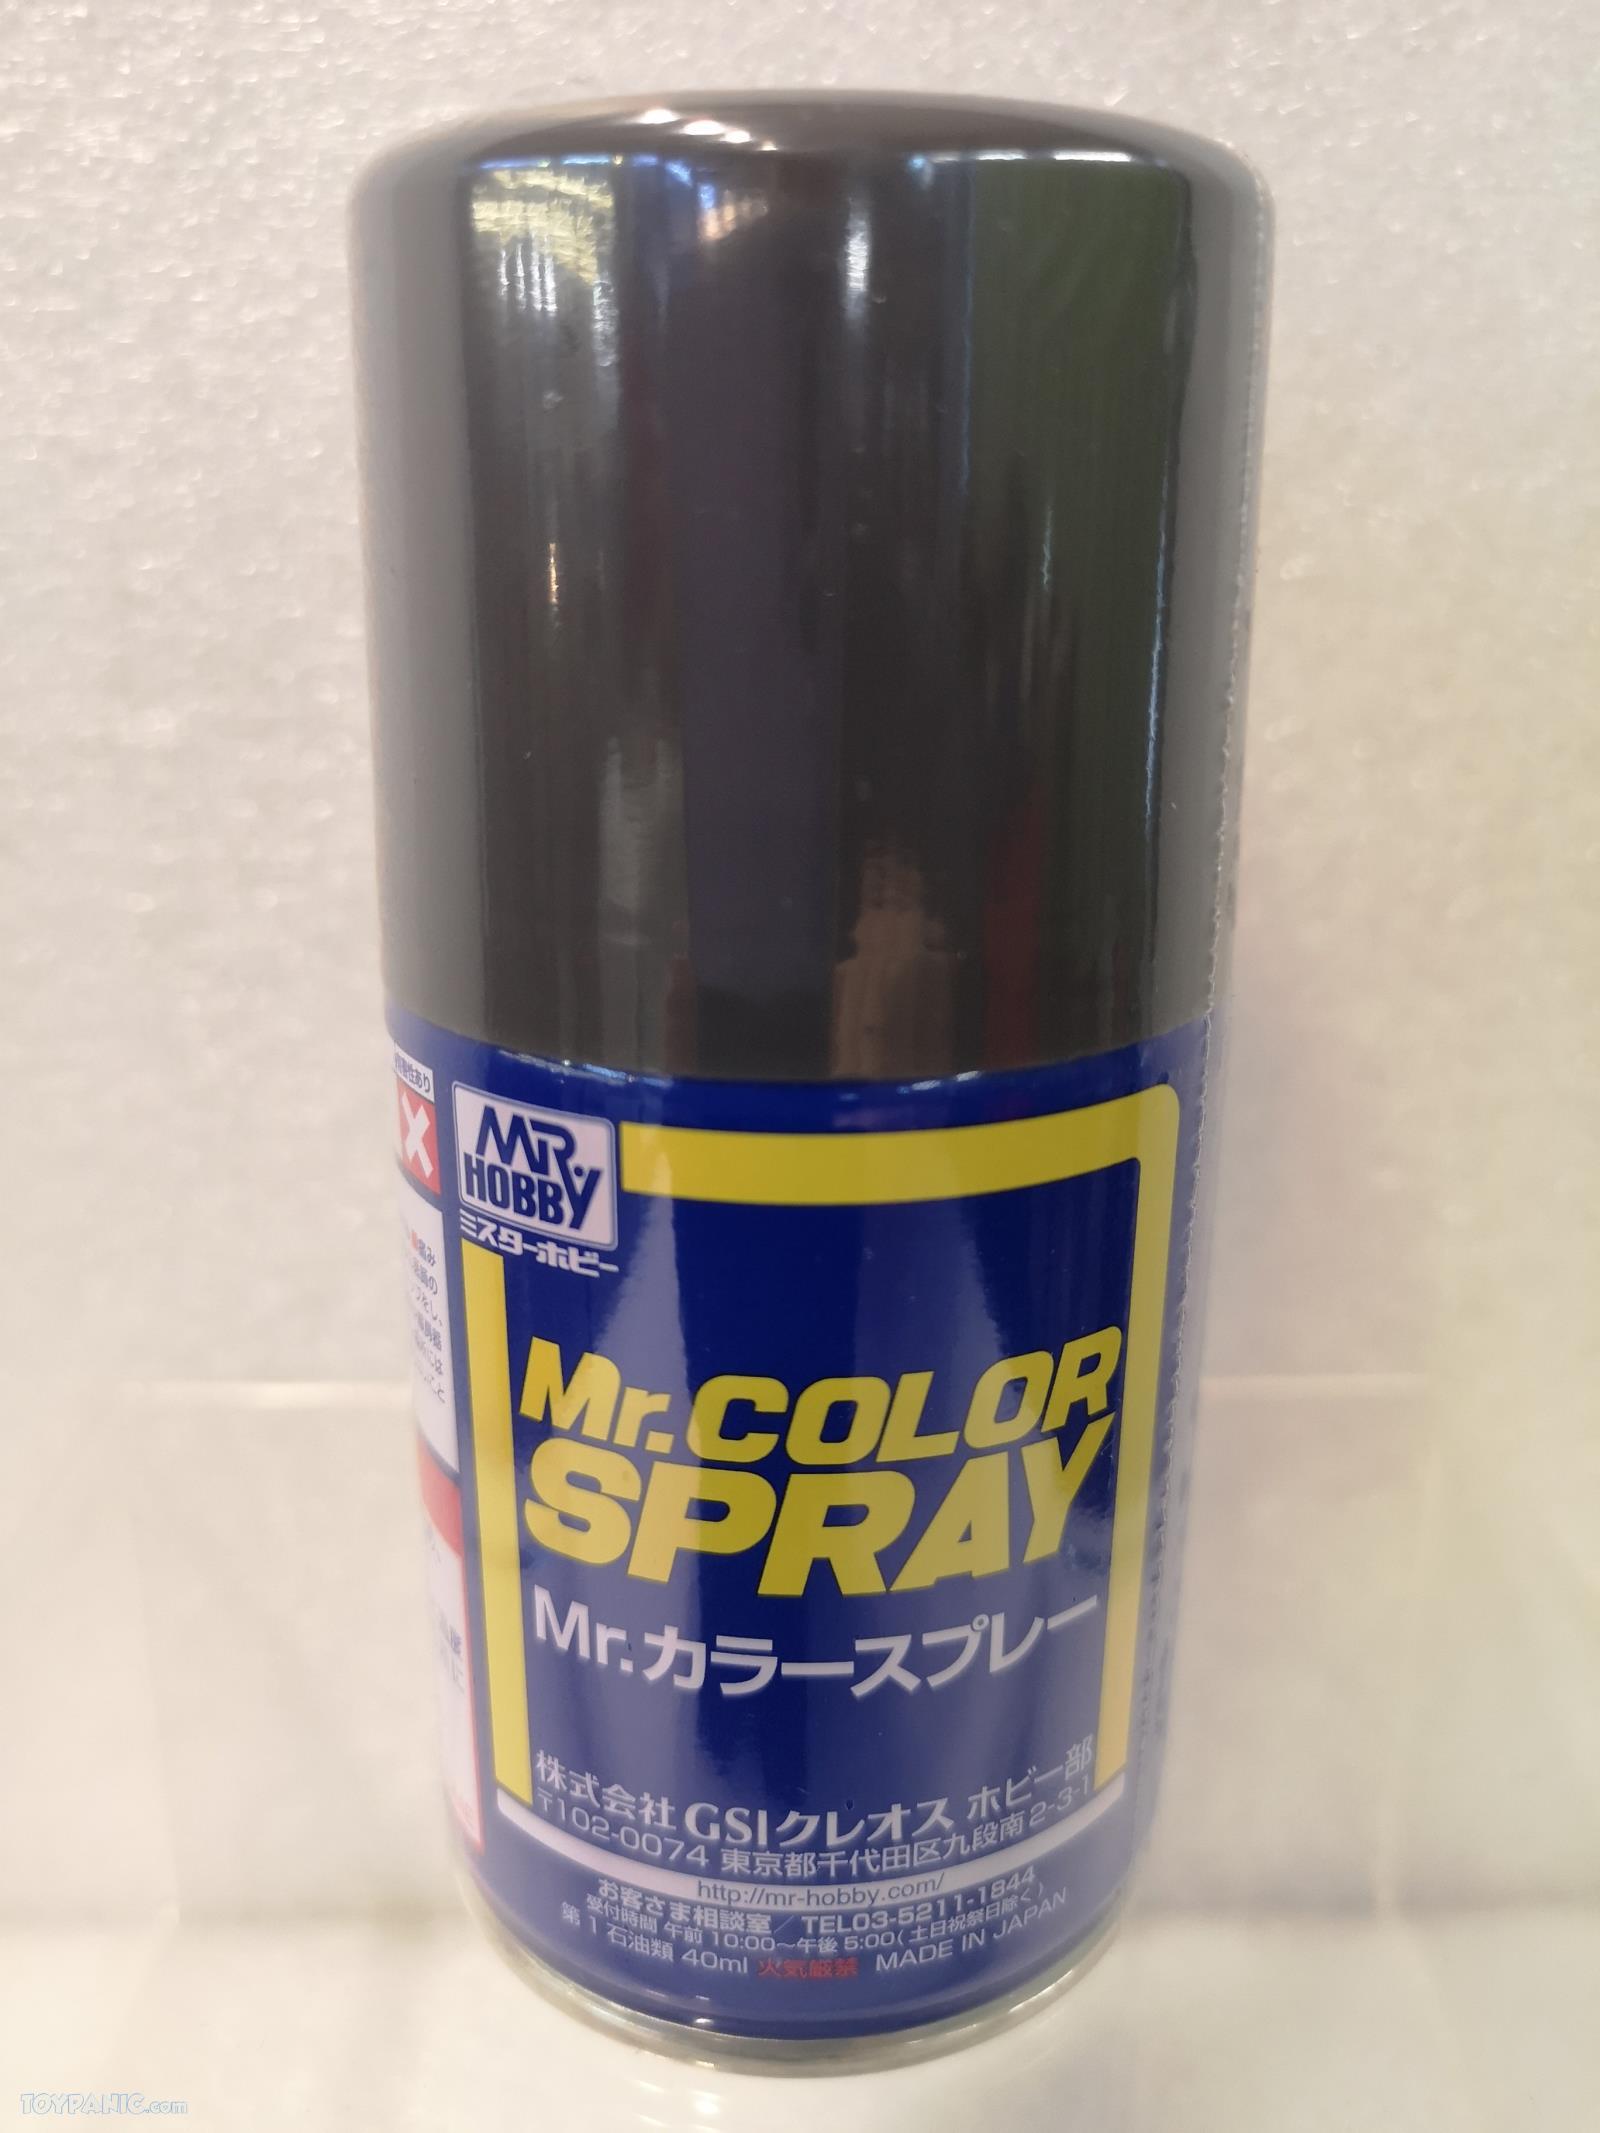 MR.
HOBBY
ミスターホビー
Mr.COLOR
SPRAY
Mr.カラースプレー
株式会社 GSIクレオス ホビー部
〒102-0074 東京都千代田区九段南2-3-1
http://mr-hobby.com/
お客さま相談室／TEL03-5211-1844
受付時間 午前10:00〜午後5:00(土日祝祭日除く)
第1石油類 40ml 火気厳禁 MADE IN JAPAN
性あり
TOYPANIC.com